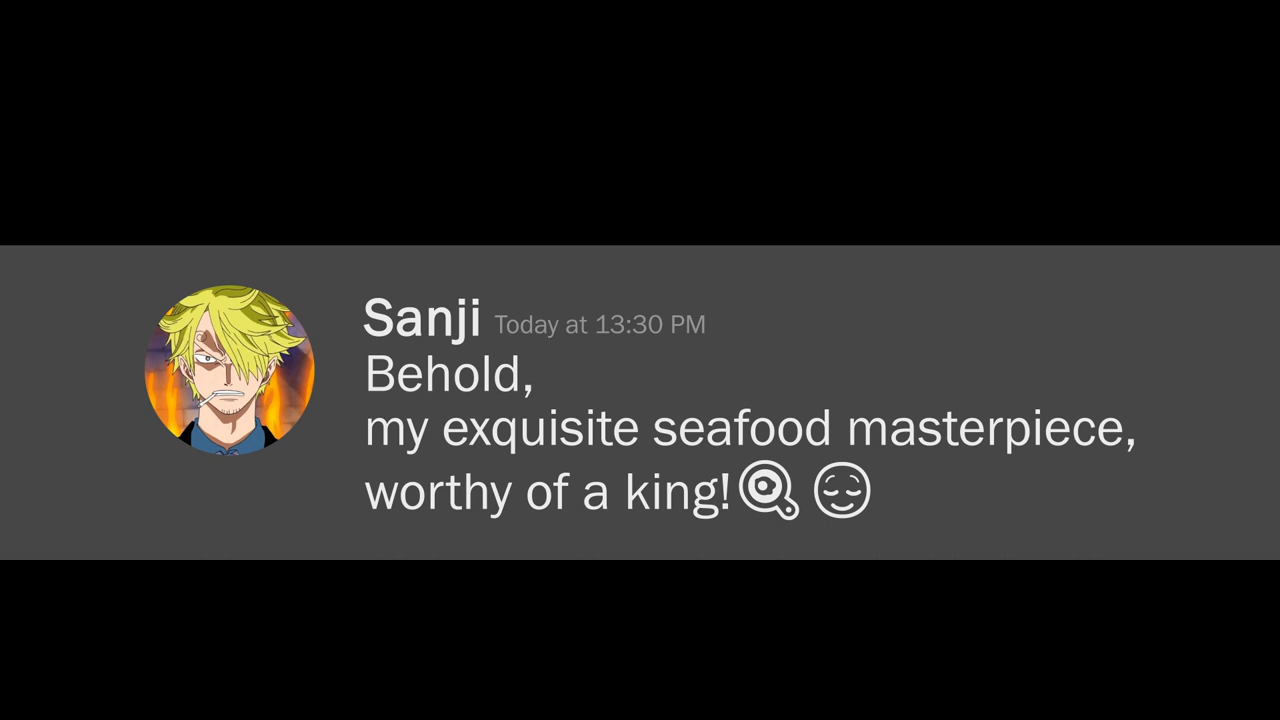 Sanji Today at 13:30 PM
Behold,
my exquisite seafood masterpiece,
worthy of a king!🍳 😌